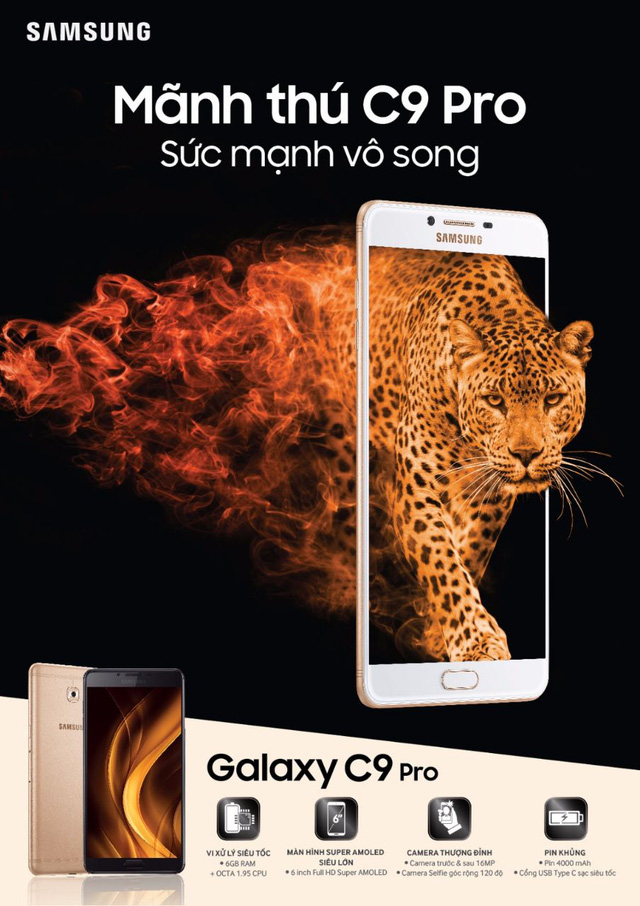 SAMSUNG
Mãnh thú C9 Pro
Sức mạnh vô song
SAMSUNG
SAMSUNG
Galaxy C9 Pro
6"
VI XỬ LÝ SIÊU TỐC
• 6GB RAM
+ OCTA 1.95 CPU
MÀN HÌNH SUPER AMOLED
SIÊU LỚN
• 6 inch Full HD Super AMOLED
CAMERA THƯỢNG ĐỈNH
• Camera trước & sau 16MP
• Camera Selfie góc rộng 120 độ
PIN KHỦNG
• Pin 4000 mAh
• Cổng USB Type C sạc siêu tốc